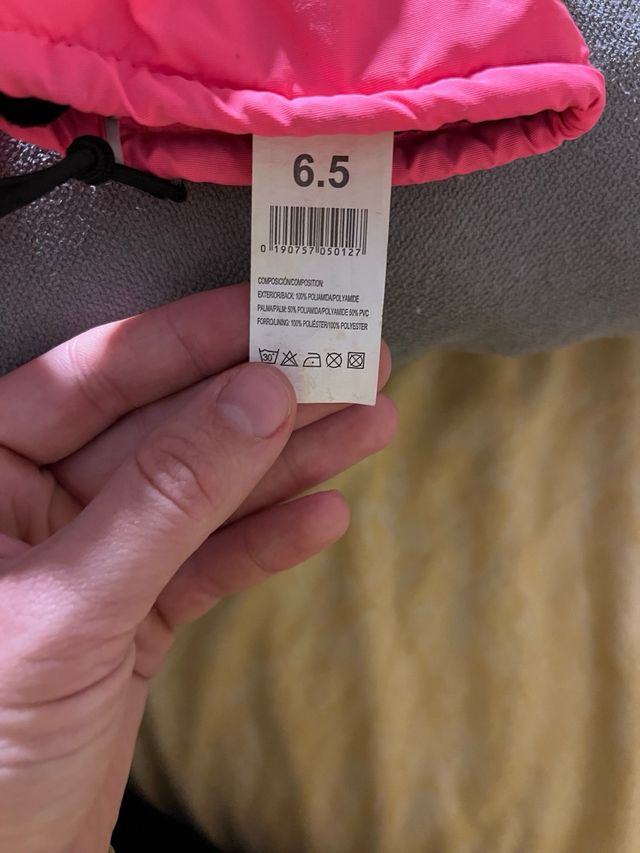 6.5
0 190757 050127
COMPOSICIÓN/COMPOSITION:
EXTERIOR/BACK: 100% POLIAMIDA/POLYAMIDE
PALMA/PALM: 50% POLIAMIDA/POLYAMIDE 50% PVC
FORRO/LINING: 100% POLIÉSTER/100% POLYESTER
30°